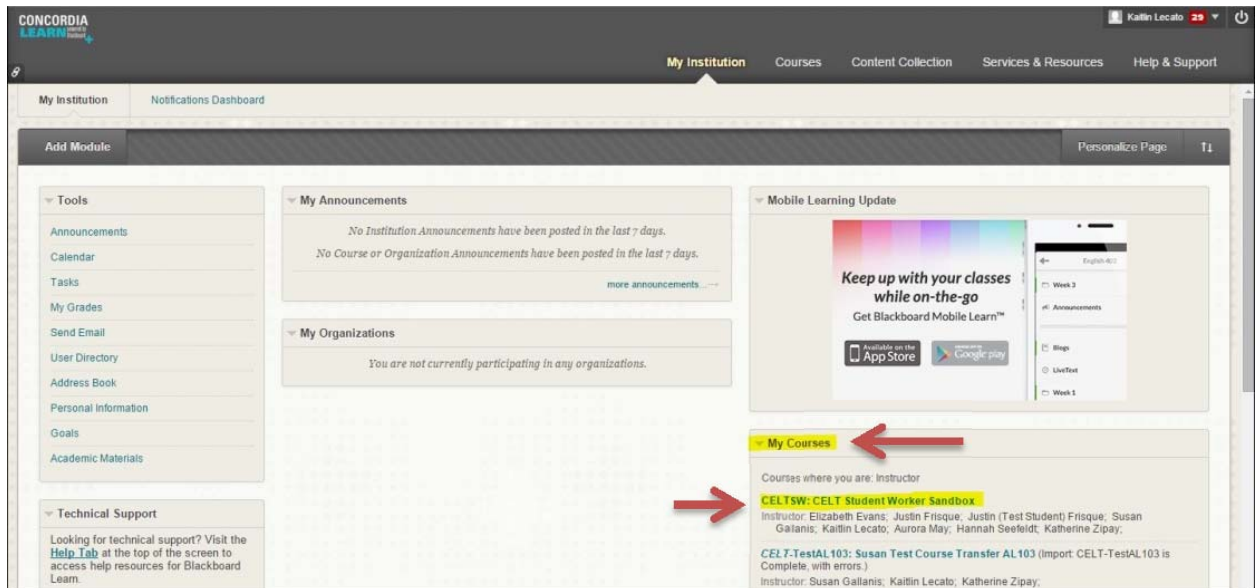 CONCORDIA
LEARN
Kaitlin Lecato 29
My Institution Courses Content Collection Services & Resources Help & Support
My Institution Notifications Dashboard
Add Module
Personalize Page
Tools
Announcements
Calendar
Tasks
My Grades
Send Email
User Directory
Address Book
Personal Information
Goals
Academic Materials
Technical Support
Looking for technical support? Visit the
Help Tab at the top of the screen to
access help resources for Blackboard
Learn.
My Announcements
No Institution Announcements have been posted in the last 7 days.
No Course or Organization Announcements have been posted in the last 7 days.
more announcements...
My Organizations
You are not currently participating in any organizations.
Mobile Learning Update
Keep up with your classes
while on-the-go
Get Blackboard Mobile Learn™
Available on the
App Store
Google play
Week 3
Announcements
Blogs
LiveText
Week 1
My Courses
Courses where you are: Instructor
CELTSW: CELT Student Worker Sandbox
Instructor: Elizabeth Evans; Justin Frisque; Justin (Test Student) Frisque; Susan
Gallanis; Kaitlin Lecato; Aurora May; Hannah Seefeldt; Katherine Zipay;
CELT-TestAL103: Susan Test Course Transfer AL103 (Import: CELT-TestAL103 is
Complete, with errors.)
Instructor: Susan Gallanis; Kaitlin Lecato; Katherine Zipay;